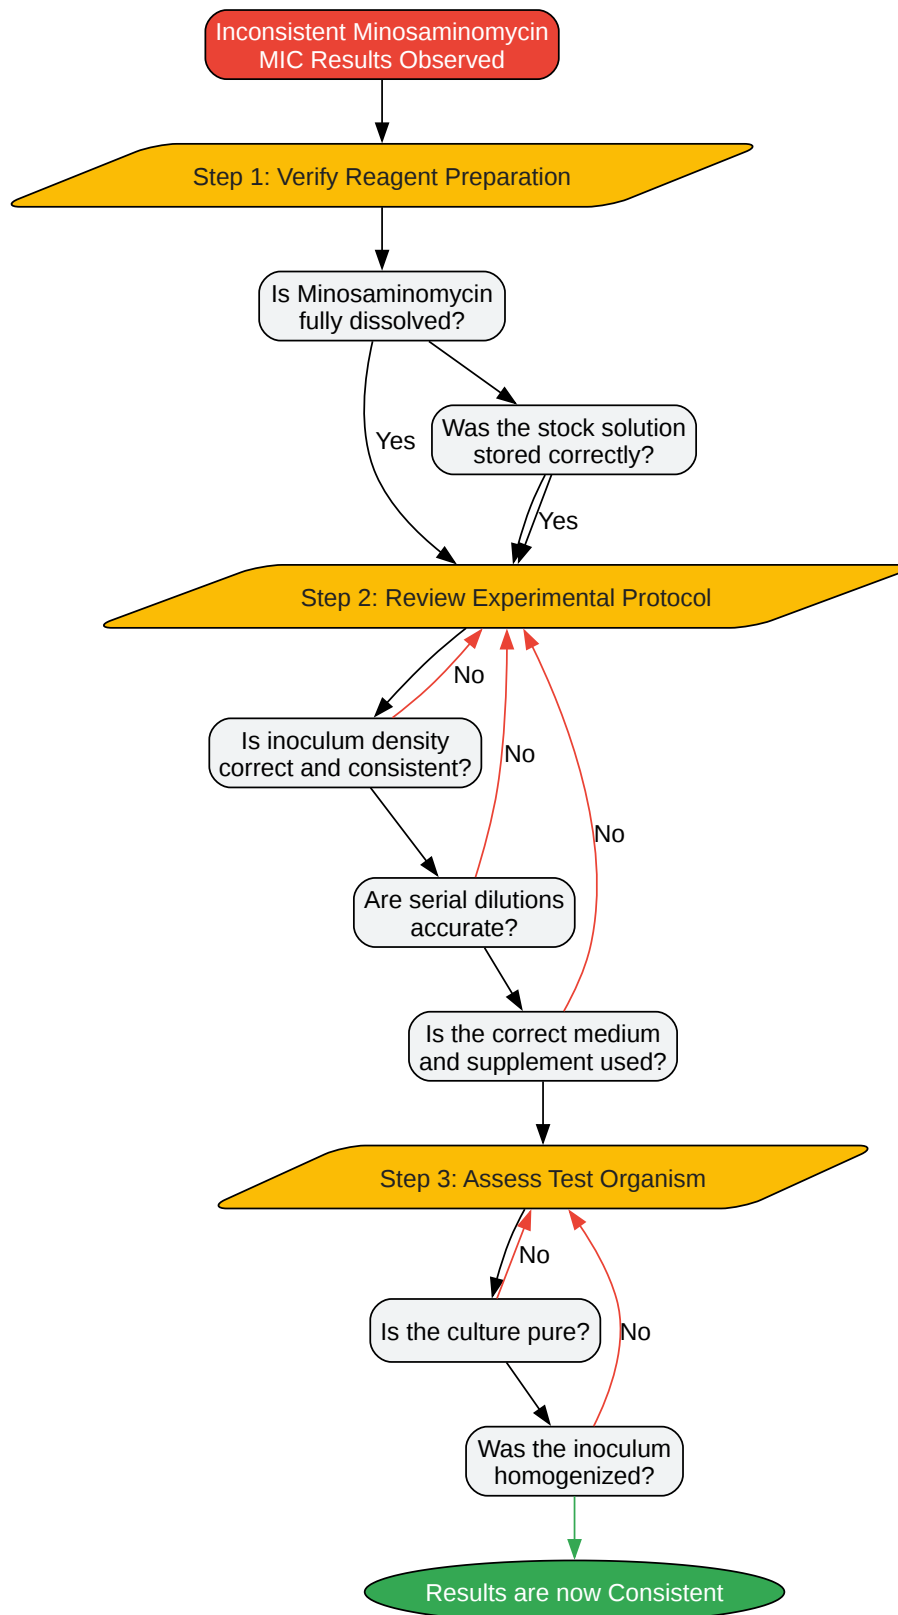 Inconsistent Minosaminomycin
MIC Results Observed
Step 1: Verify Reagent Preparation
Is Minosaminomycin
fully dissolved?
Yes
Was the stock solution
stored correctly?
Yes
Step 2: Review Experimental Protocol
No
Is inoculum density
correct and consistent?
No
No
Are serial dilutions
accurate?
Is the correct medium
and supplement used?
Step 3: Assess Test Organism
No
Is the culture pure?
No
Was the inoculum
homogenized?
Results are now Consistent